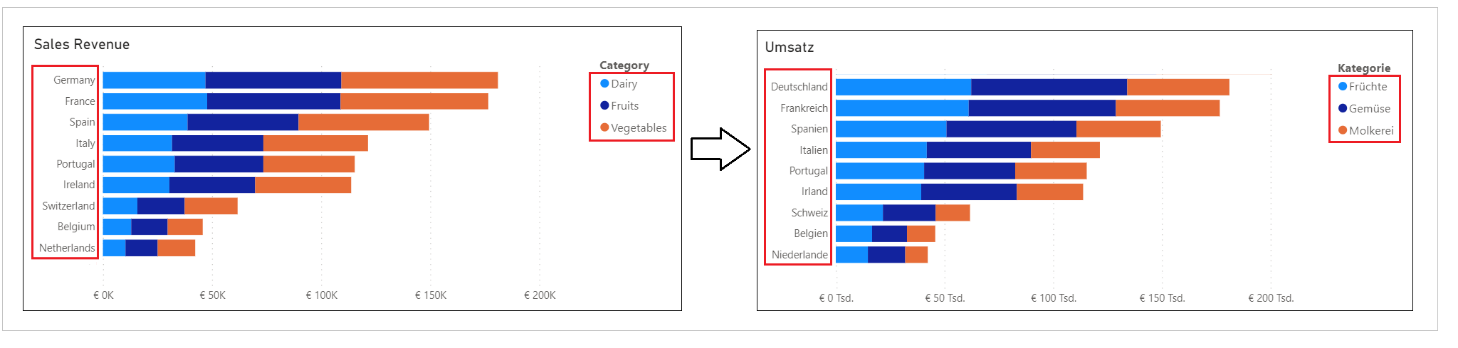 Sales Revenue
Category
Germany
Dairy
France
Fruits
Spain
Vegetables
Italy
Portugal
Ireland
Switzerland
Belgium
Netherlands
€ 0K € 50K € 100K € 150K € 200K
Umsatz
Kategorie
Deutschland
Früchte
Frankreich
Gemüse
Spanien
Molkerei
Italien
Portugal
Irland
Schweiz
Belgien
Niederlande
€ 0 Tsd. € 50 Tsd. € 100 Tsd. € 150 Tsd. € 200 Tsd.